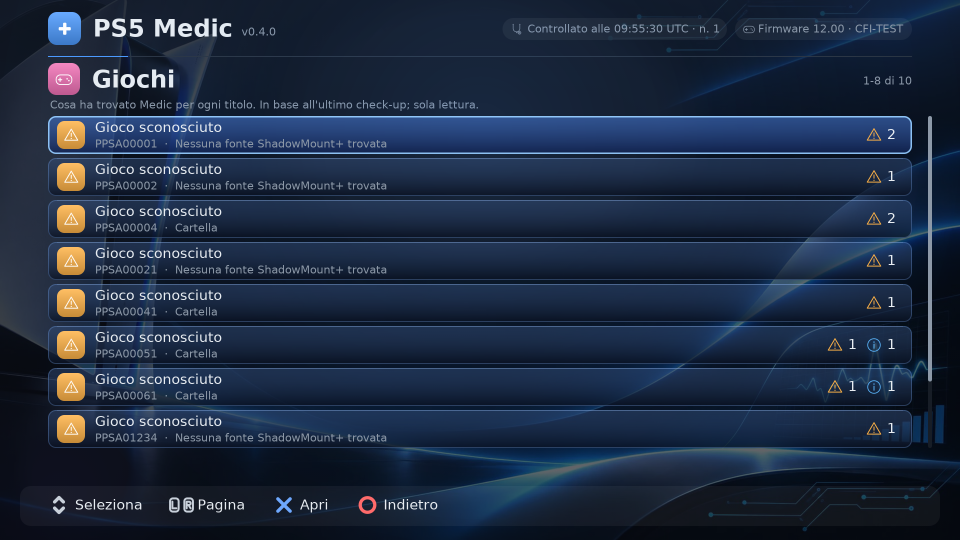 PS5 Medic v0.4.0
Controllato alle 09:55:30 UTC · n. 1
Firmware 12.00 · CFI-TEST
Giochi
1-8 di 10
Cosa ha trovato Medic per ogni titolo. In base all'ultimo check-up; sola lettura.
Gioco sconosciuto
PPSA00001 · Nessuna fonte ShadowMount+ trovata
2
Gioco sconosciuto
PPSA00002 · Nessuna fonte ShadowMount+ trovata
1
Gioco sconosciuto
PPSA00004 · Cartella
2
Gioco sconosciuto
PPSA00021 · Nessuna fonte ShadowMount+ trovata
1
Gioco sconosciuto
PPSA00041 · Cartella
1
Gioco sconosciuto
PPSA00051 · Cartella
1 1
Gioco sconosciuto
PPSA00061 · Cartella
1 1
Gioco sconosciuto
PPSA01234 · Nessuna fonte ShadowMount+ trovata
1
Seleziona L R Pagina Apri Indietro